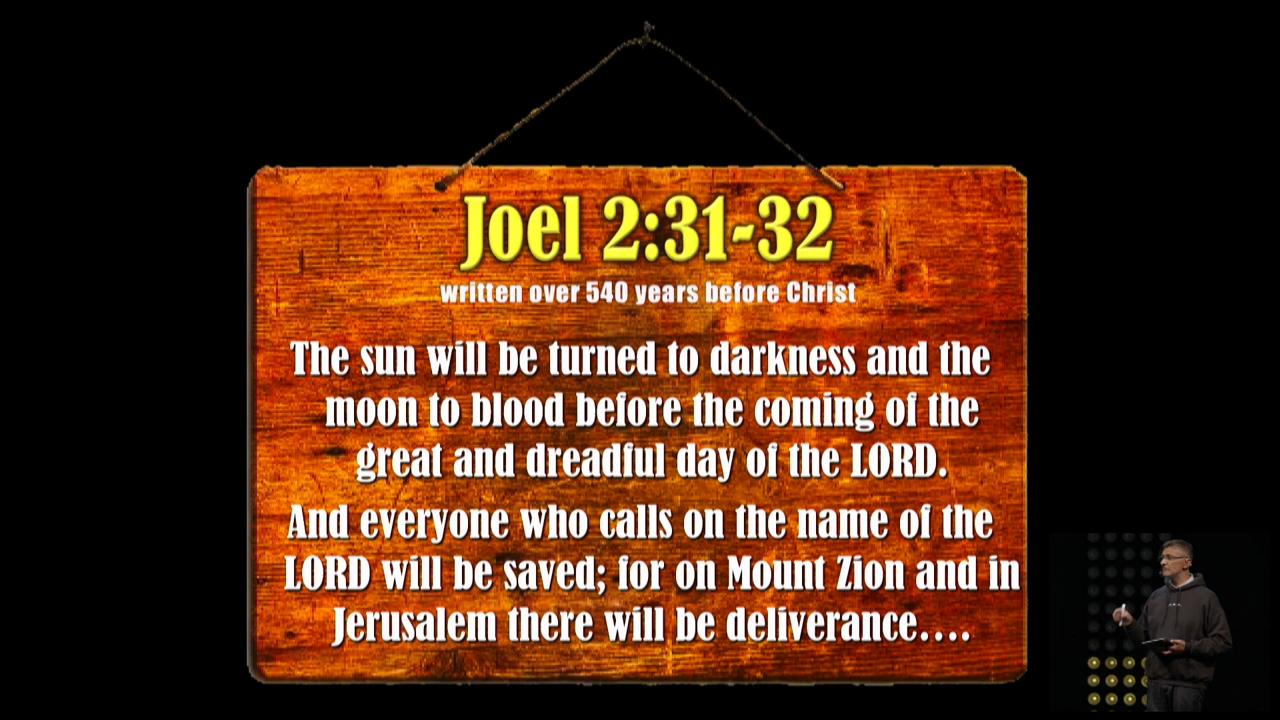 Joel 2:31-32
written over 540 years before Christ
The sun will be turned to darkness and the
moon to blood before the coming of the
great and dreadful day of the LORD.
And everyone who calls on the name of the
LORD will be saved; for on Mount Zion and in
Jerusalem there will be deliverance....